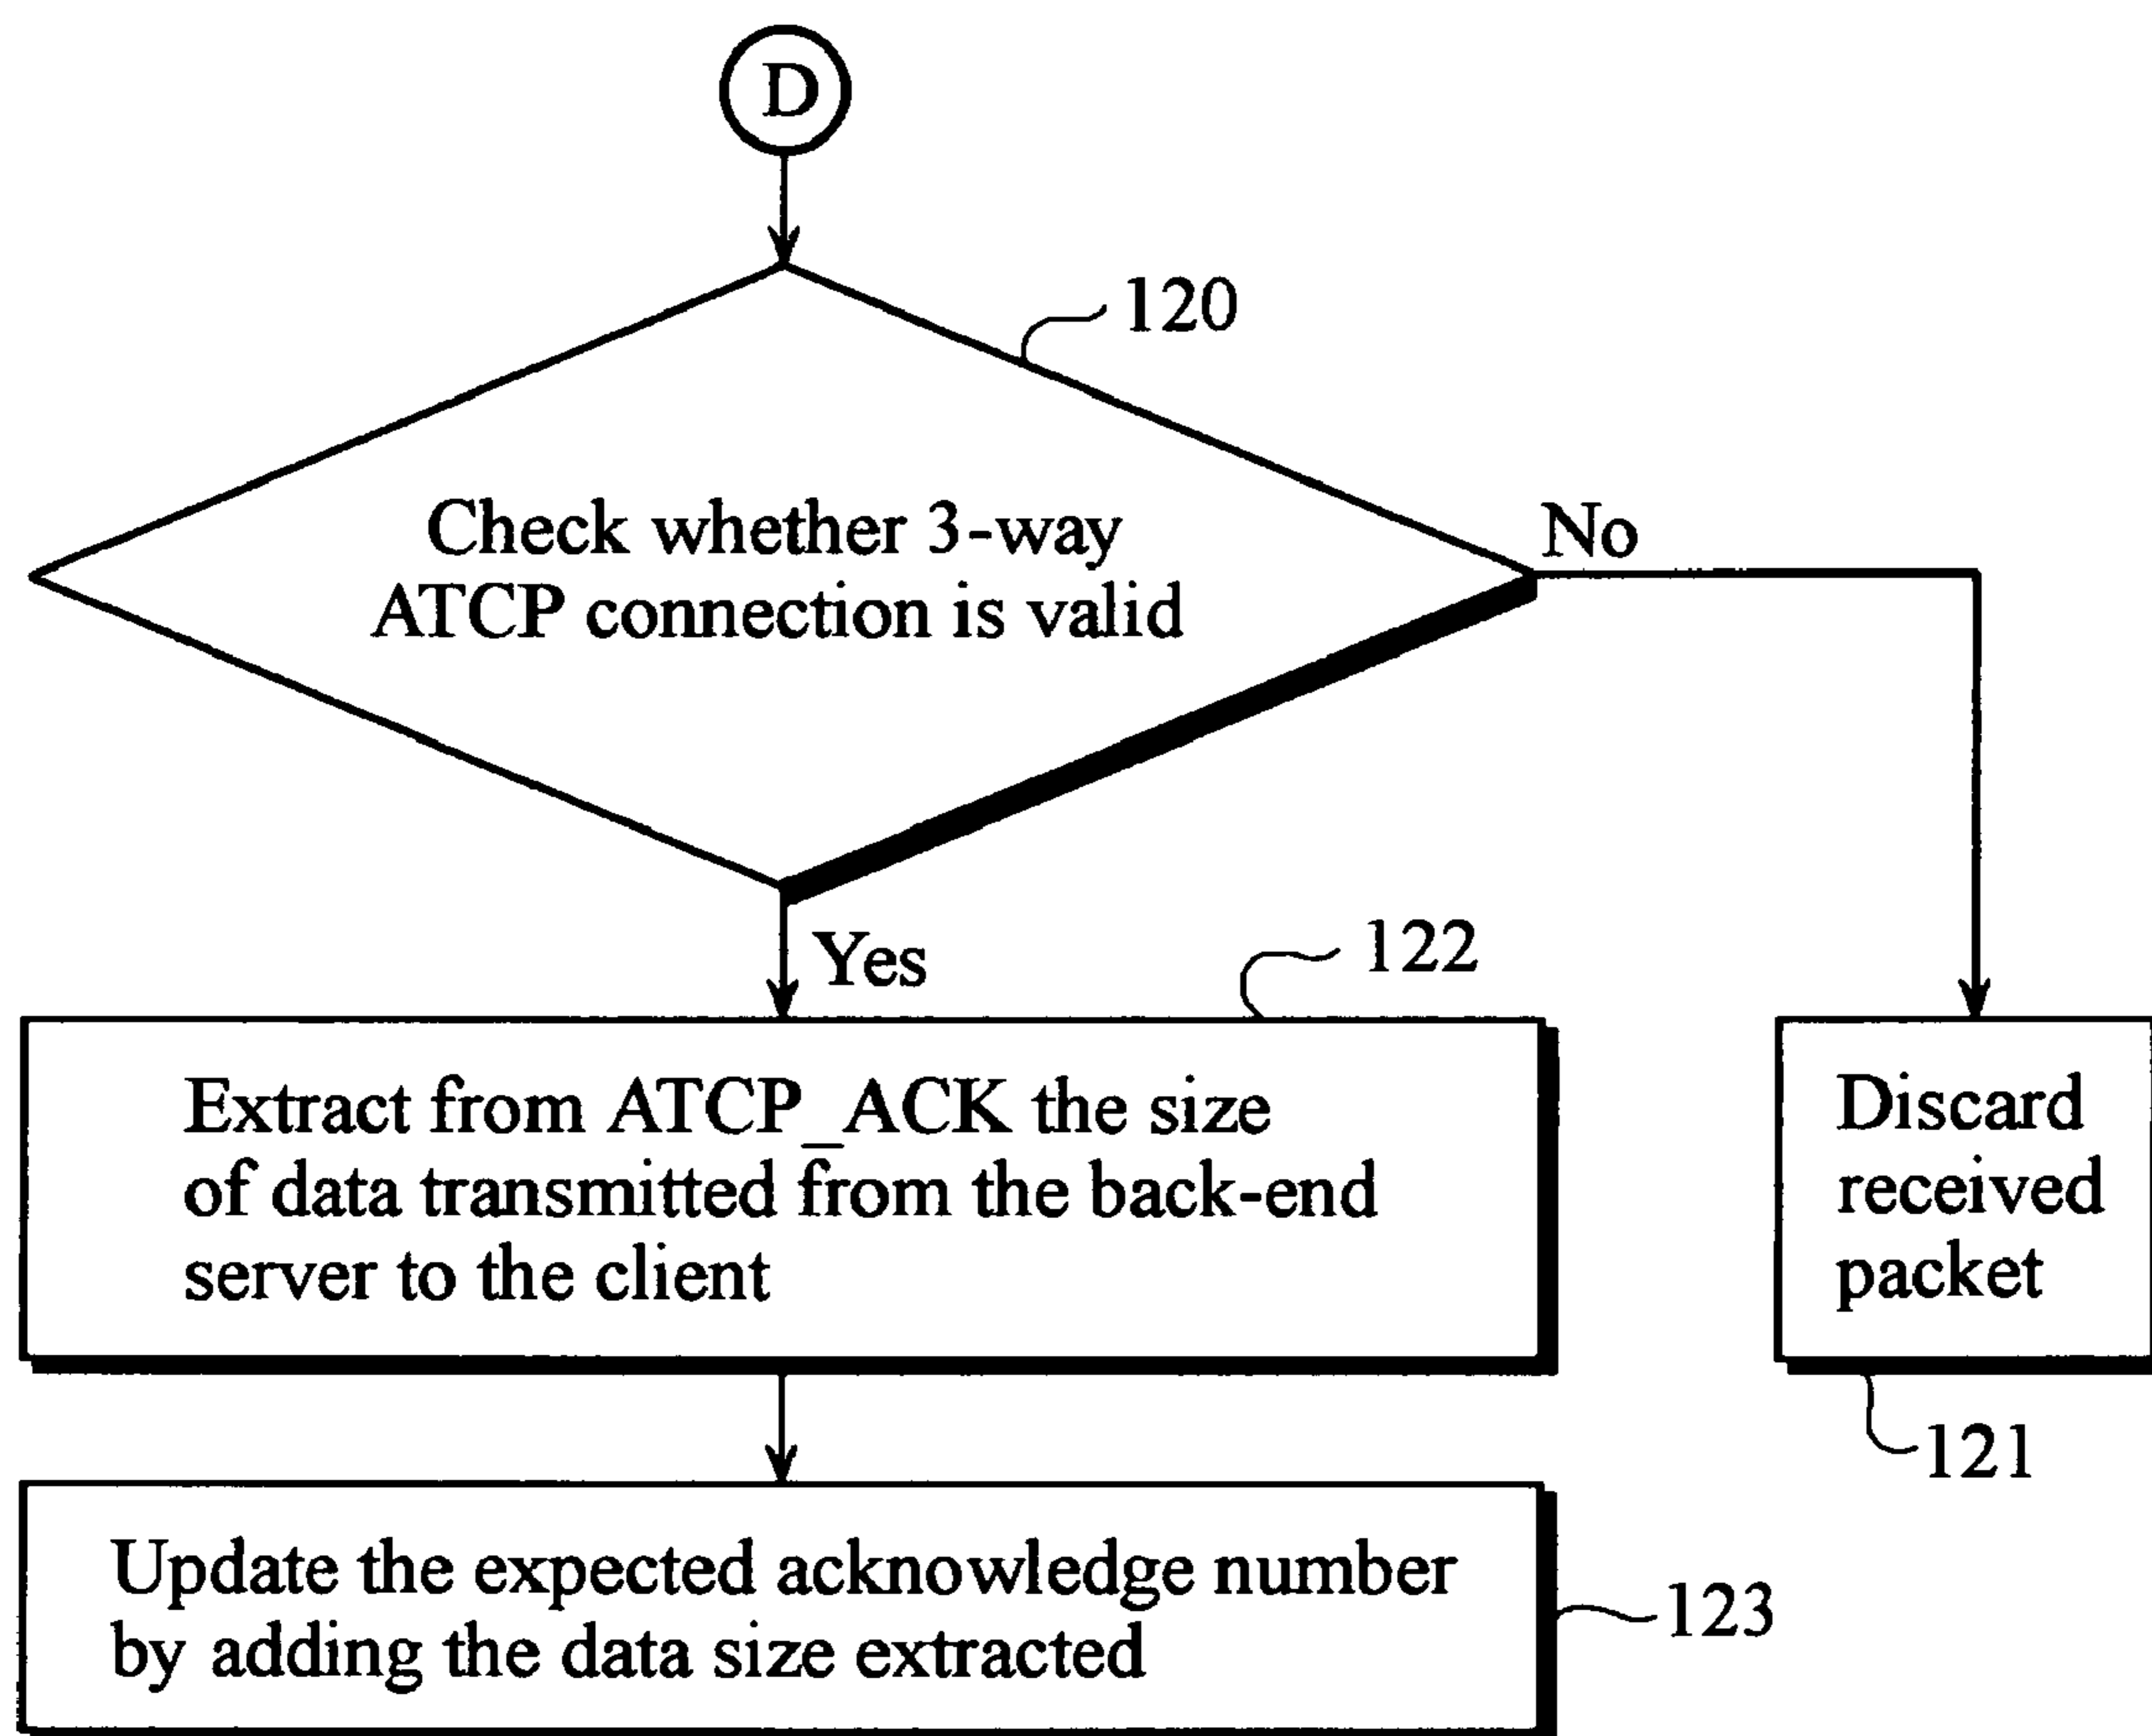 D
120
Check whether 3-way
ATCP connection is valid
No
Yes
122
Extract from ATCP_ACK the size
of data transmitted from the back-end
server to the client
Discard
received
packet
121
Update the expected acknowledge number
by adding the data size extracted
123